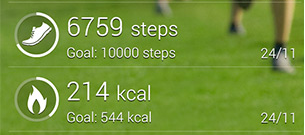 6759 steps
Goal: 10000 steps 24/11
214 kcal
Goal: 544 kcal 24/11